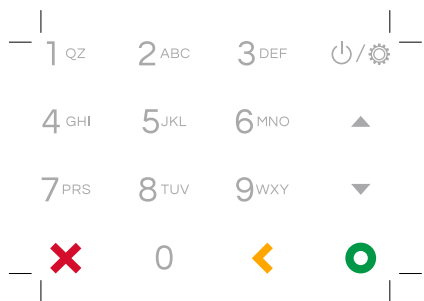 1 QZ 2 ABC 3 DEF /
4 GHI 5 JKL 6 MNO
7 PRS 8 TUV 9 WXY
0